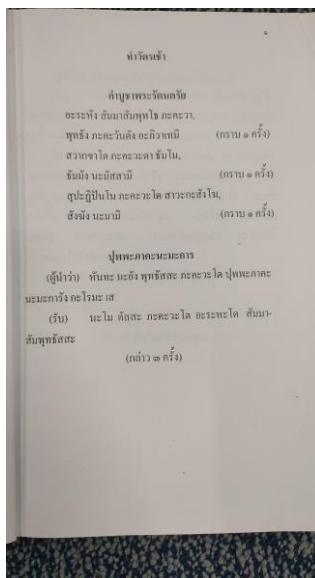 ๑
ทำวัตรเช้า
คำบูชาพระรัตนตรัย
อะระหัง สัมมาสัมพุทโธ ภะคะวา,
พุทธัง ภะคะวันตัง อะภิวาเทมิ (กราบ ๑ ครั้ง)
สวากขาโต ภะคะวะตา ธัมโม,
ธัมมัง นะมัสสามิ (กราบ ๑ ครั้ง)
สุปะฏิปันโน ภะคะวะโต สาวะกะสังโฆ,
สังฆัง นะมามิ (กราบ ๑ ครั้ง)
ปุพพะภาคะนะมะการ
(ผู้นำว่า) หันทะ มะยัง พุทธัสสะ ภะคะวะโต ปุพพะภาคะ
นะมะการัง กะโรมะ เส
(รับ) นะโม ตัสสะ ภะคะวะโต อะระหะโต สัมมา-
สัมพุทธัสสะ
(กล่าว ๓ ครั้ง)